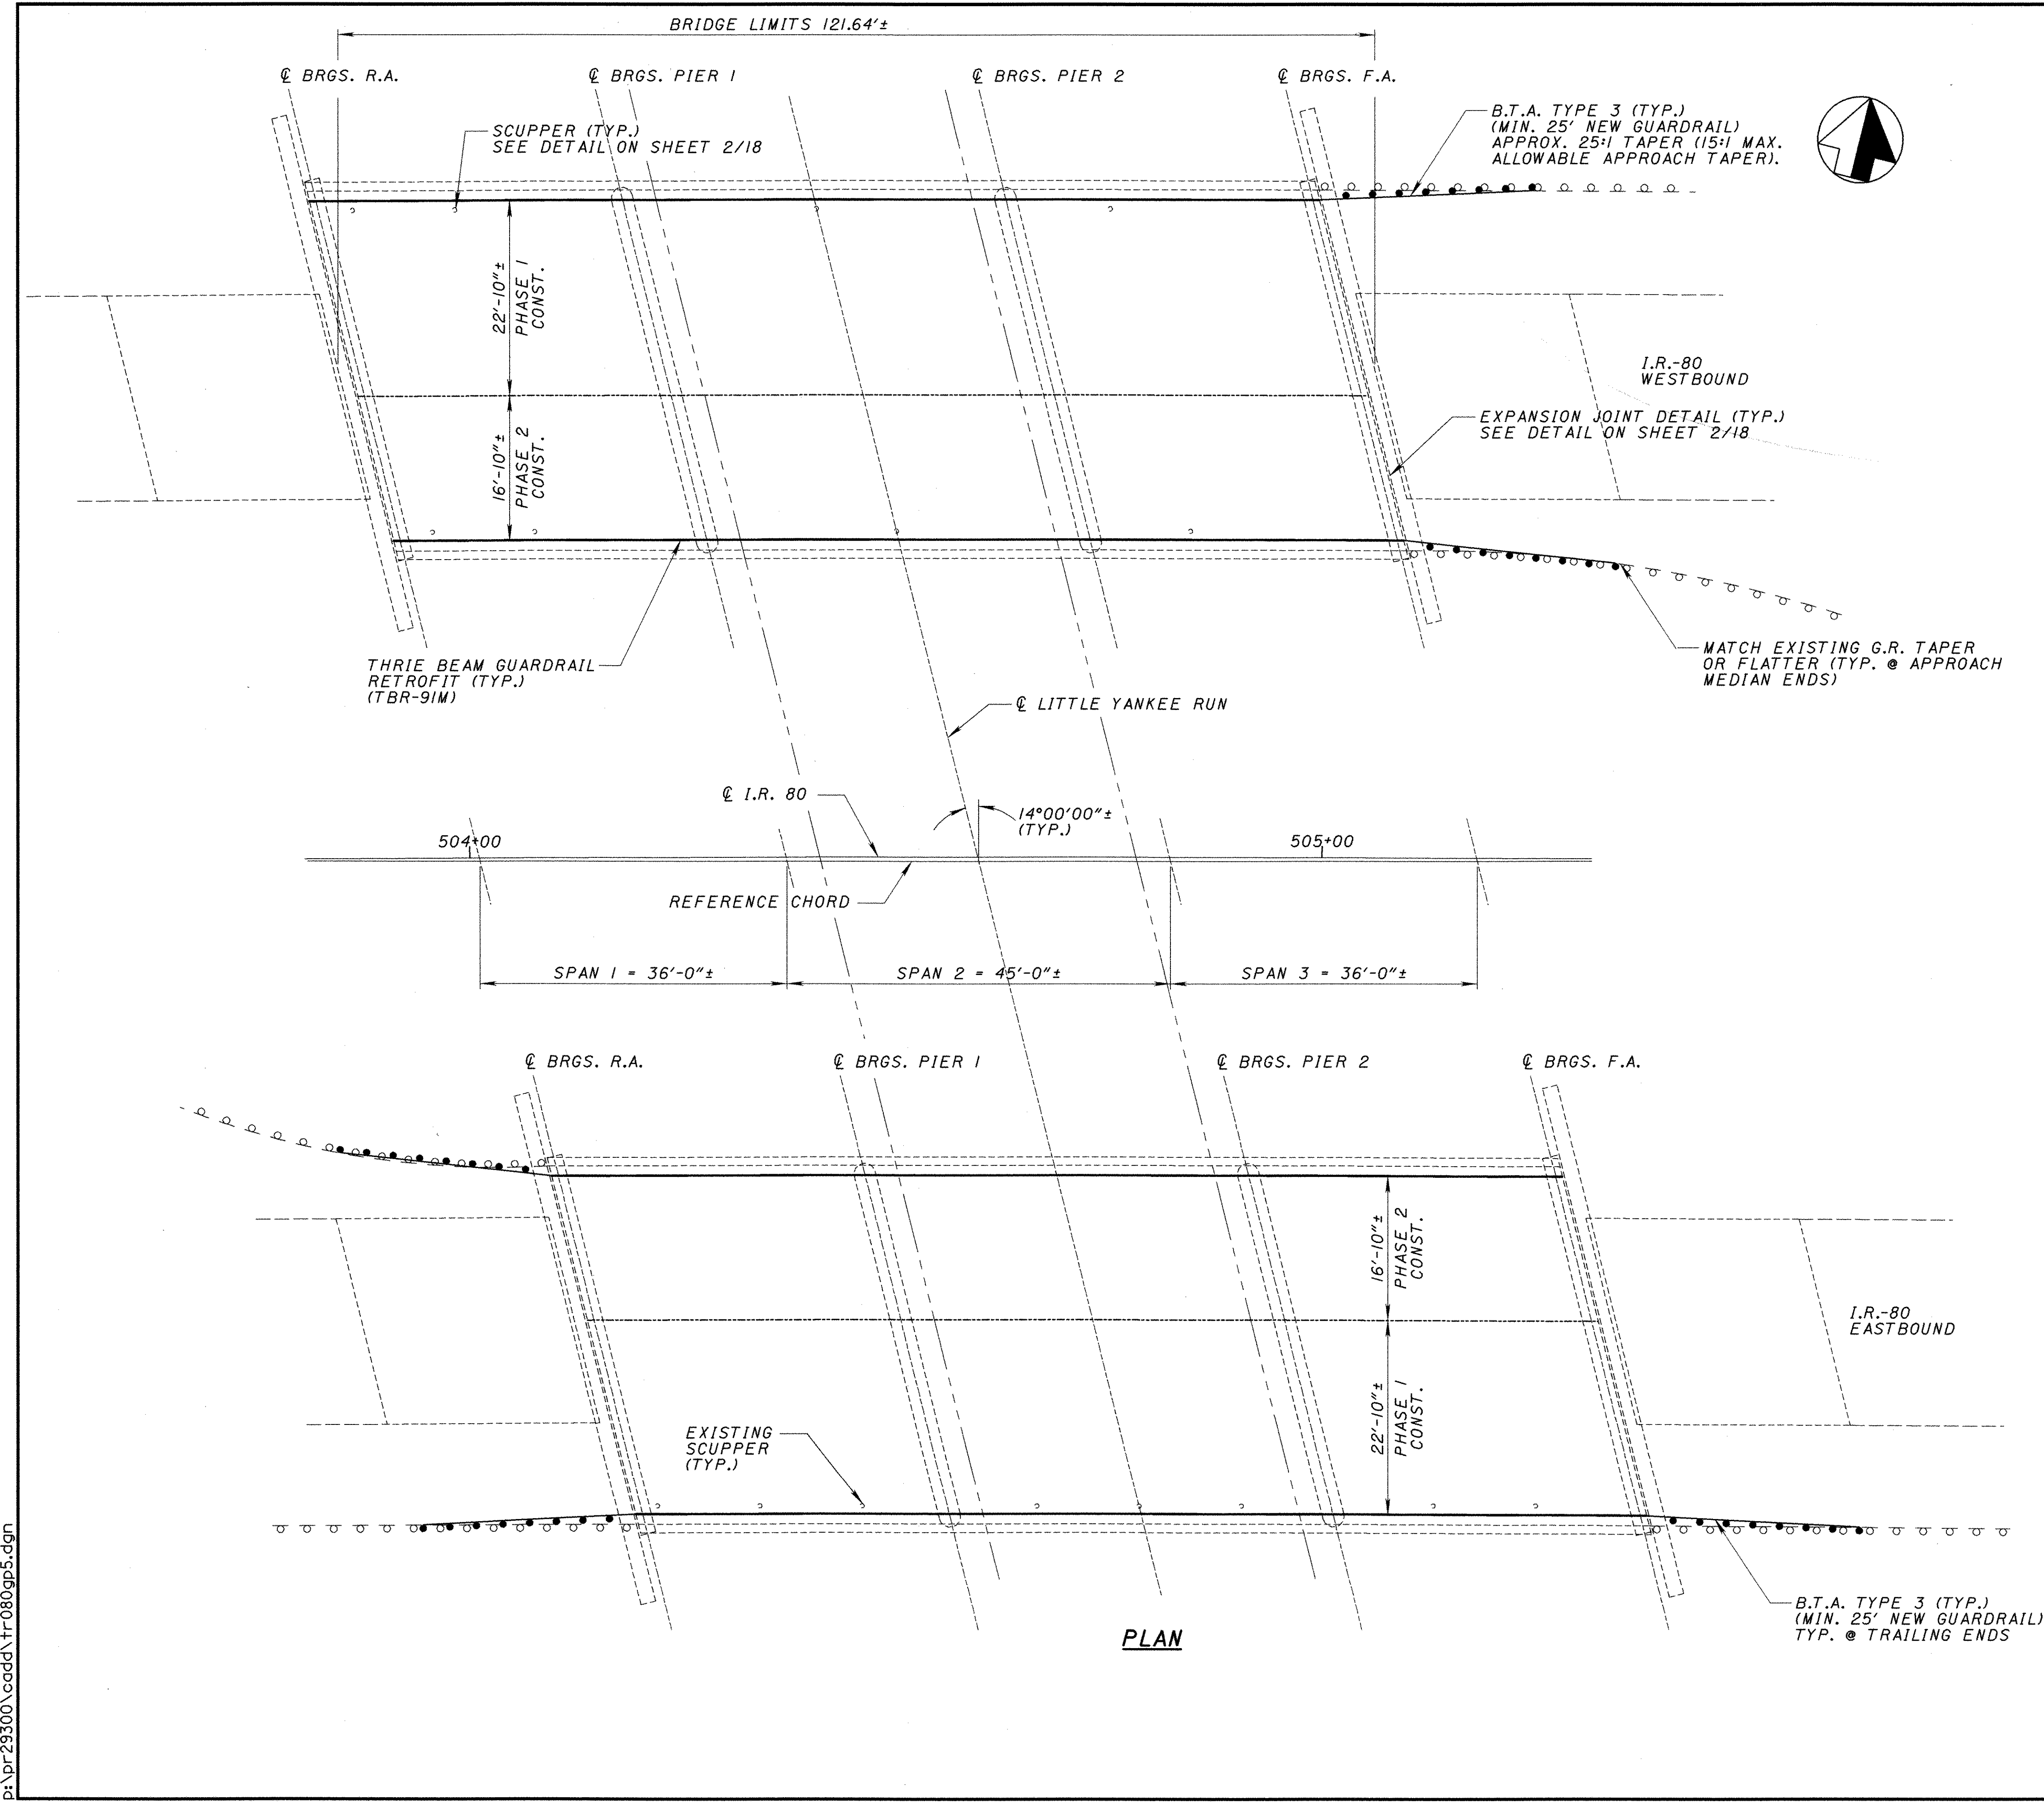 BRIDGE LIMITS 121.64'±
℄ BRGS. R.A.
℄ BRGS. PIER 1
℄ BRGS. PIER 2
℄ BRGS. F.A.
SCUPPER (TYP.)
SEE DETAIL ON SHEET 2/18
B.T.A. TYPE 3 (TYP.)
(MIN. 25' NEW GUARDRAIL)
APPROX. 25:1 TAPER (15:1 MAX.
ALLOWABLE APPROACH TAPER).
22'-10"±
PHASE 1
CONST.
I.R.-80
WESTBOUND
EXPANSION JOINT DETAIL (TYP.)
SEE DETAIL ON SHEET 2/18
16'-10"±
PHASE 2
CONST.
THRIE BEAM GUARDRAIL
RETROFIT (TYP.)
(TBR-91M)
MATCH EXISTING G.R. TAPER
OR FLATTER (TYP. @ APPROACH
MEDIAN ENDS)
℄ LITTLE YANKEE RUN
℄ I.R. 80
14°00'00"±
(TYP.)
504+00
505+00
REFERENCE CHORD
SPAN 1 = 36'-0"±
SPAN 2 = 45'-0"±
SPAN 3 = 36'-0"±
℄ BRGS. R.A.
℄ BRGS. PIER 1
℄ BRGS. PIER 2
℄ BRGS. F.A.
16'-10"±
PHASE 2
CONST.
I.R.-80
EASTBOUND
22'-10"±
PHASE 1
CONST.
EXISTING
SCUPPER
(TYP.)
B.T.A. TYPE 3 (TYP.)
(MIN. 25' NEW GUARDRAIL)
TYP. @ TRAILING ENDS
PLAN
p:\pr29300\cadd\tr080gp5.dgn